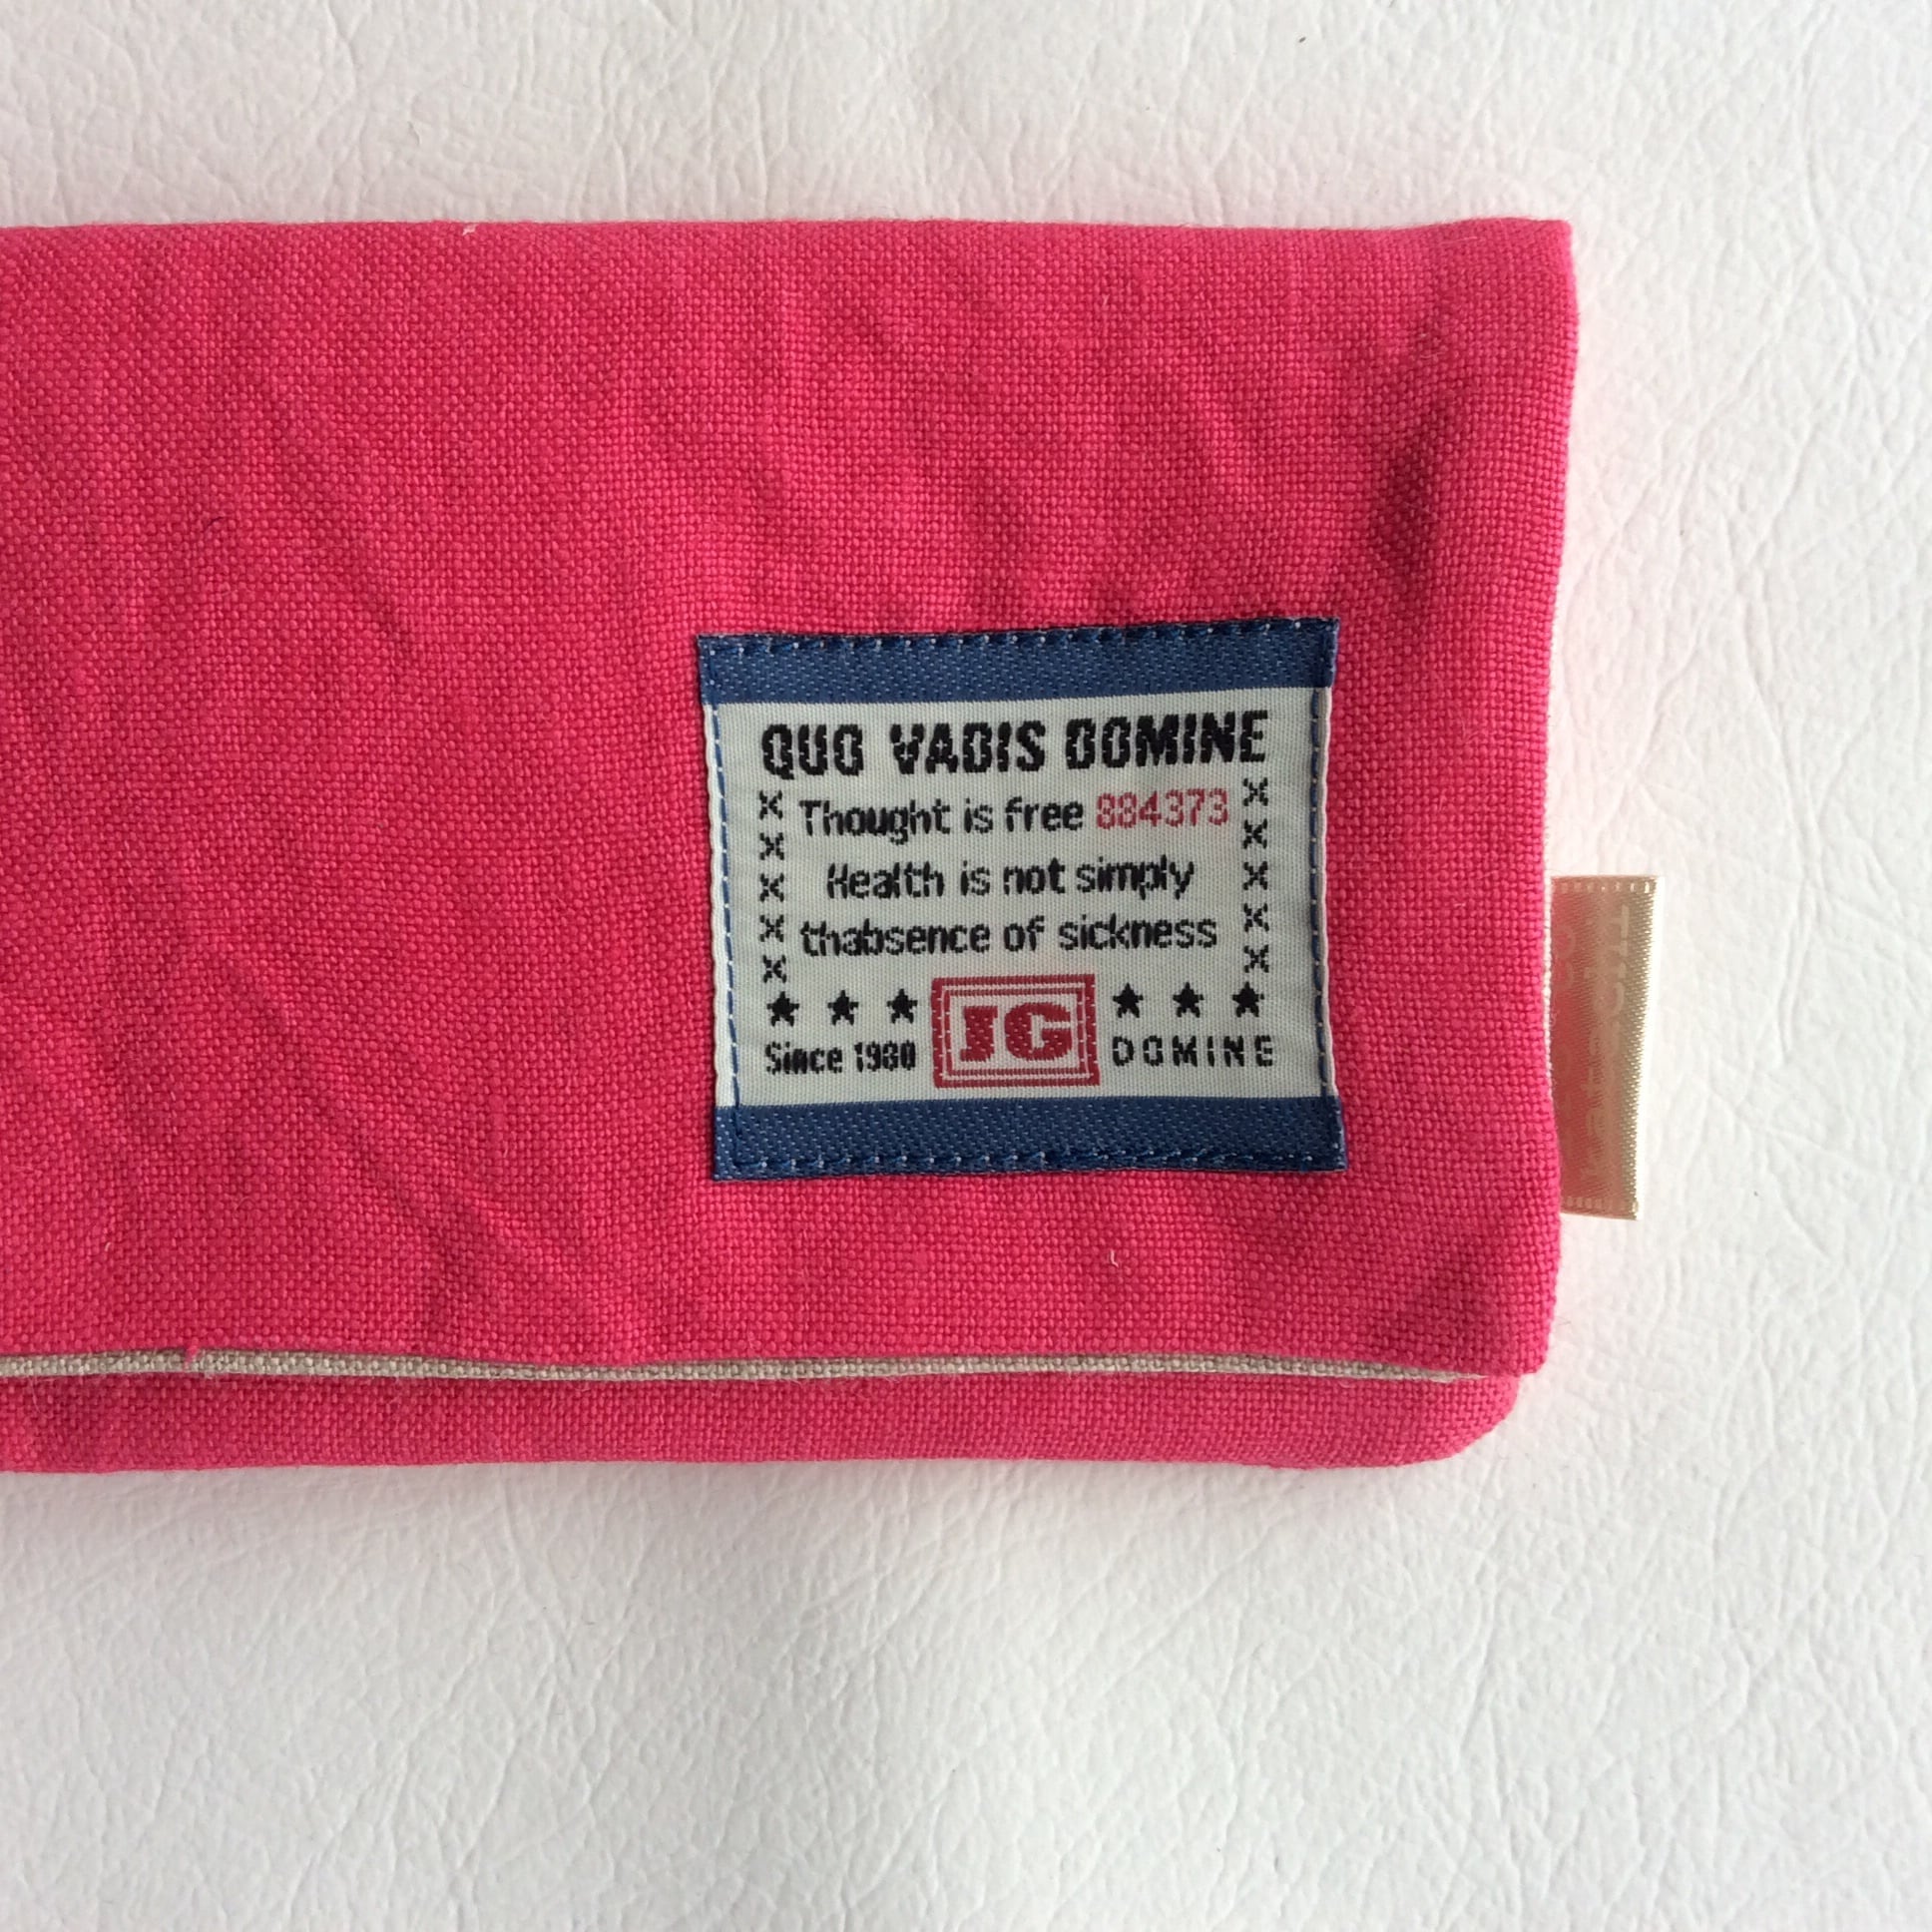 QUO VADIS DOMINE
Thought is free 884373
Health is not simply
thabsence of sickness
Since 1980 IG DOMINE